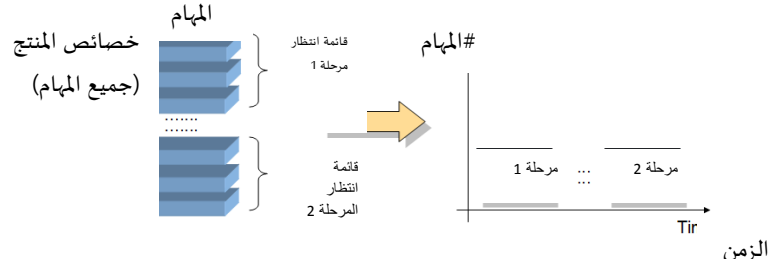 المهام
خصائص المنتج
(جميع المهام)
قائمة انتظار
مرحلة 1
.......
.......
قائمة
انتظار
المرحلة 2
#المهام
مرحلة 1
...
...
مرحلة 2
Tir
الزمن